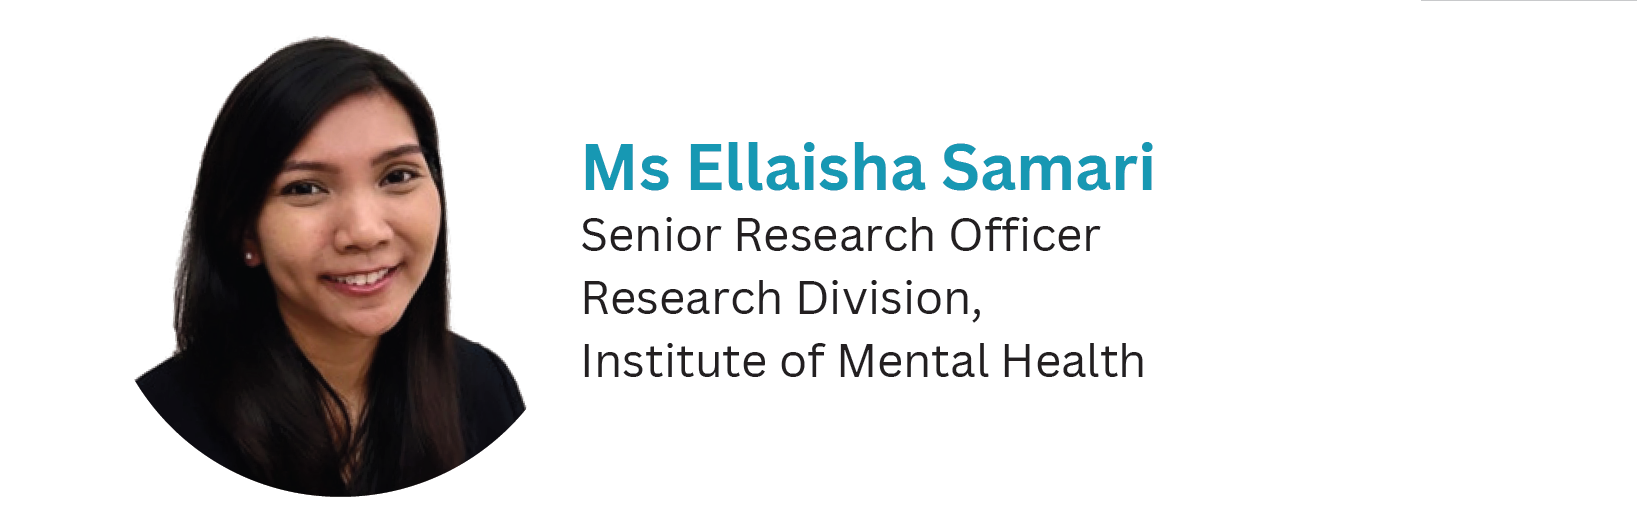 Ms Ellaisha Samari
Senior Research Officer
Research Division,
Institute of Mental Health